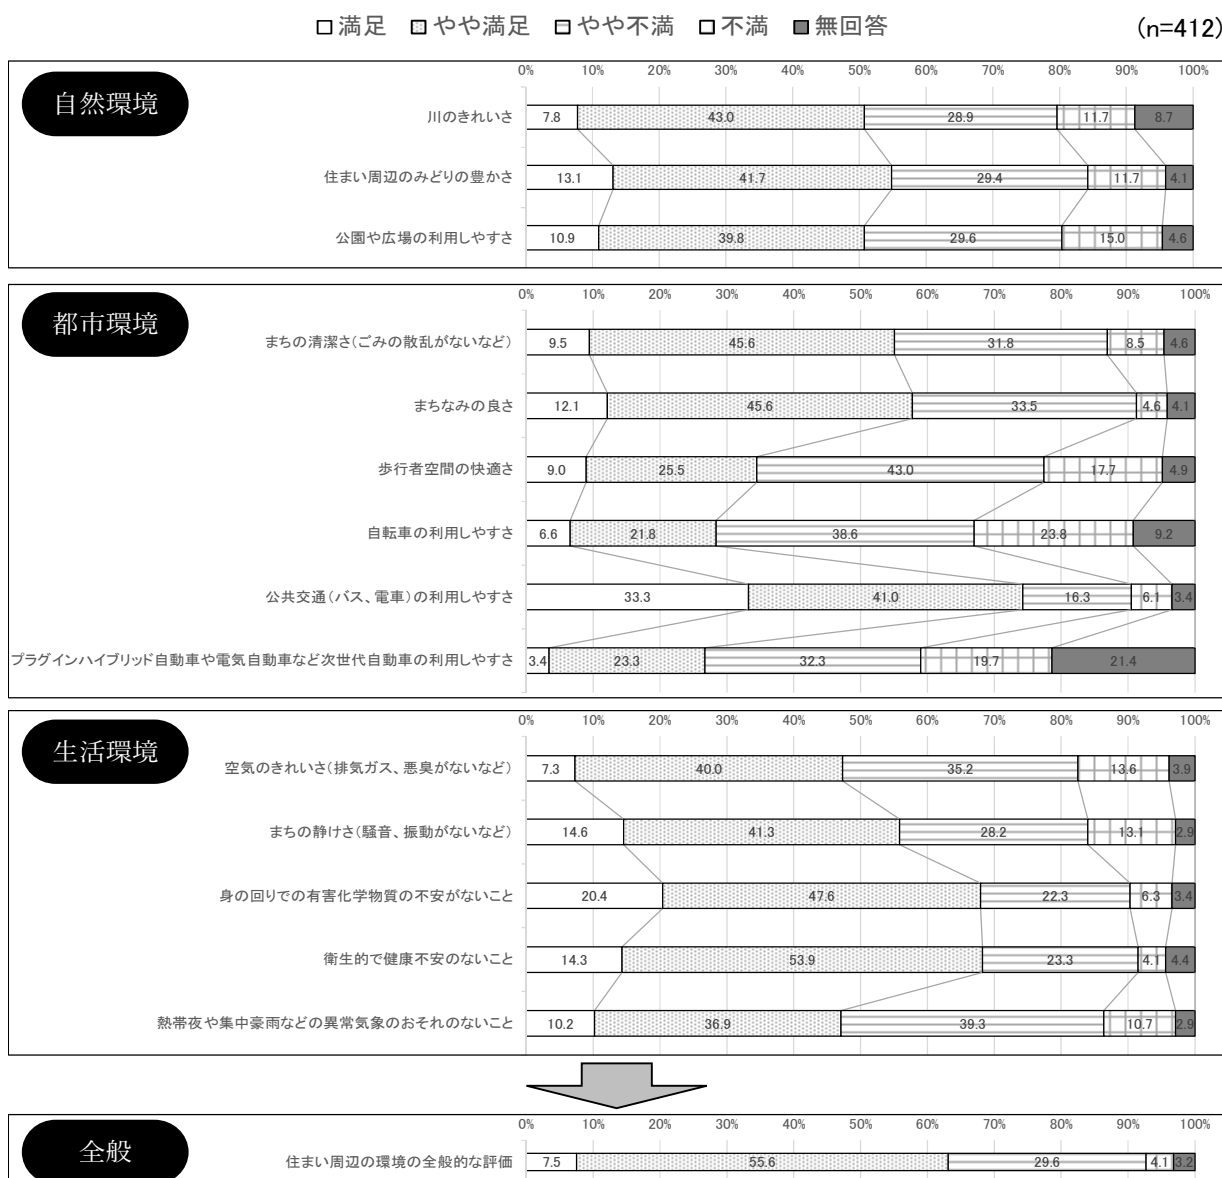 満足 やや満足 やや不満 不満 無回答 (n=412)
自然環境
0% 10% 20% 30% 40% 50% 60% 70% 80% 90% 100%
川のきれいさ 7.8 43.0 28.9 11.7 8.7
住まい周辺のみどりの豊かさ 13.1 41.7 29.4 11.7 4.1
公園や広場の利用しやすさ 10.9 39.8 29.6 15.0 4.6
都市環境
0% 10% 20% 30% 40% 50% 60% 70% 80% 90% 100%
まちの清潔さ(ごみの散乱がないなど) 9.5 45.6 31.8 8.5 4.6
まちなみの良さ 12.1 45.6 33.5 4.6 4.1
歩行者空間の快適さ 9.0 25.5 43.0 17.7 4.9
自転車の利用しやすさ 6.6 21.8 38.6 23.8 9.2
公共交通(バス、電車)の利用しやすさ 33.3 41.0 16.3 6.1 3.4
プラグインハイブリッド自動車や電気自動車など次世代自動車の利用しやすさ 3.4 23.3 32.3 19.7 21.4
生活環境
0% 10% 20% 30% 40% 50% 60% 70% 80% 90% 100%
空気のきれいさ(排気ガス、悪臭がないなど) 7.3 40.0 35.2 13.6 3.9
まちの静けさ(騒音、振動がないなど) 14.6 41.3 28.2 13.1 2.9
身の回りでの有害化学物質の不安がないこと 20.4 47.6 22.3 6.3 3.4
衛生的で健康不安のないこと 14.3 53.9 23.3 4.1 4.4
熱帯夜や集中豪雨などの異常気象のおそれのないこと 10.2 36.9 39.3 10.7 2.9
全般
0% 10% 20% 30% 40% 50% 60% 70% 80% 90% 100%
住まい周辺の環境の全般的な評価 7.5 55.6 29.6 4.1 3.2